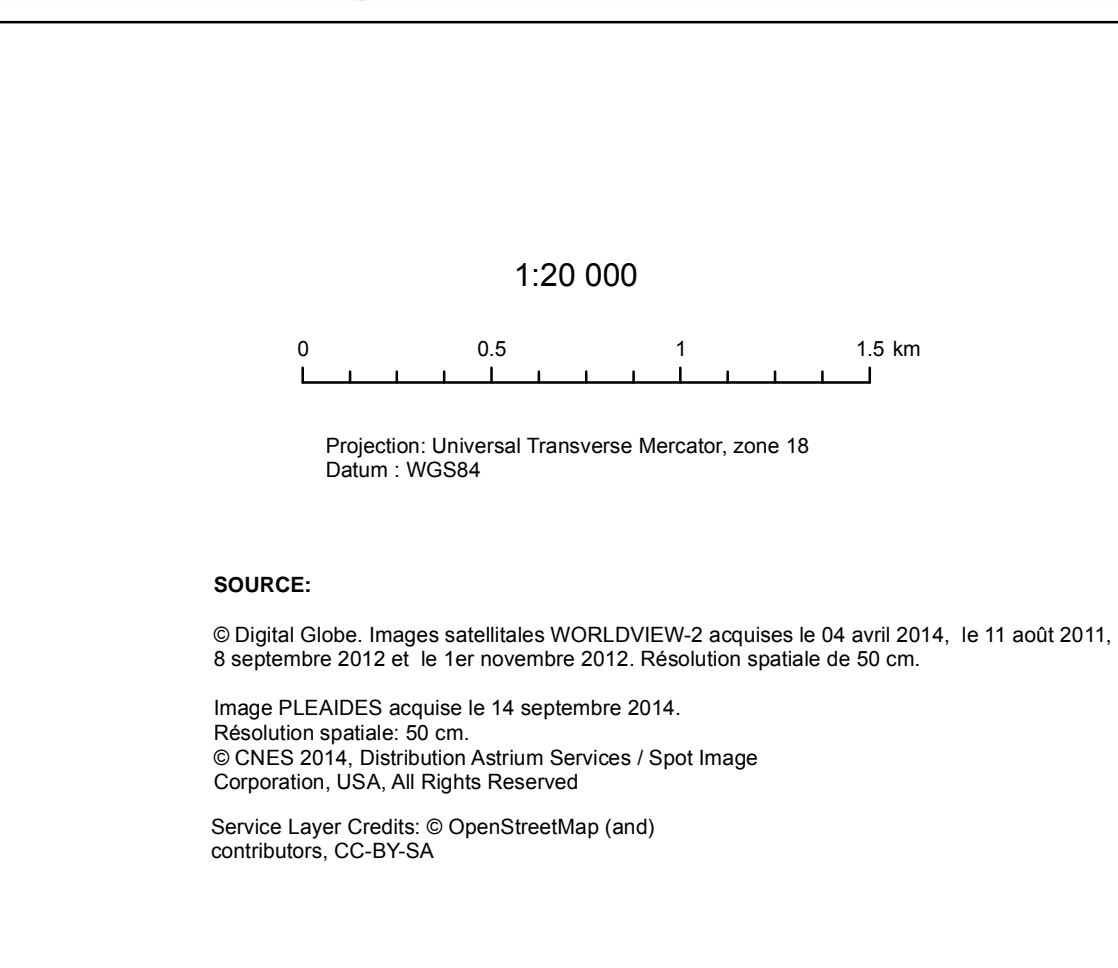 1:20 000
0 0.5 1 1.5 km
Projection: Universal Transverse Mercator, zone 18
Datum : WGS84
SOURCE:
© Digital Globe. Images satellitales WORLDVIEW-2 acquises le 04 avril 2014, le 11 août 2011,
8 septembre 2012 et le 1er novembre 2012. Résolution spatiale de 50 cm.
Image PLEAIDES acquise le 14 septembre 2014.
Résolution spatiale: 50 cm.
© CNES 2014, Distribution Astrium Services / Spot Image
Corporation, USA, All Rights Reserved
Service Layer Credits: © OpenStreetMap (and)
contributors, CC-BY-SA